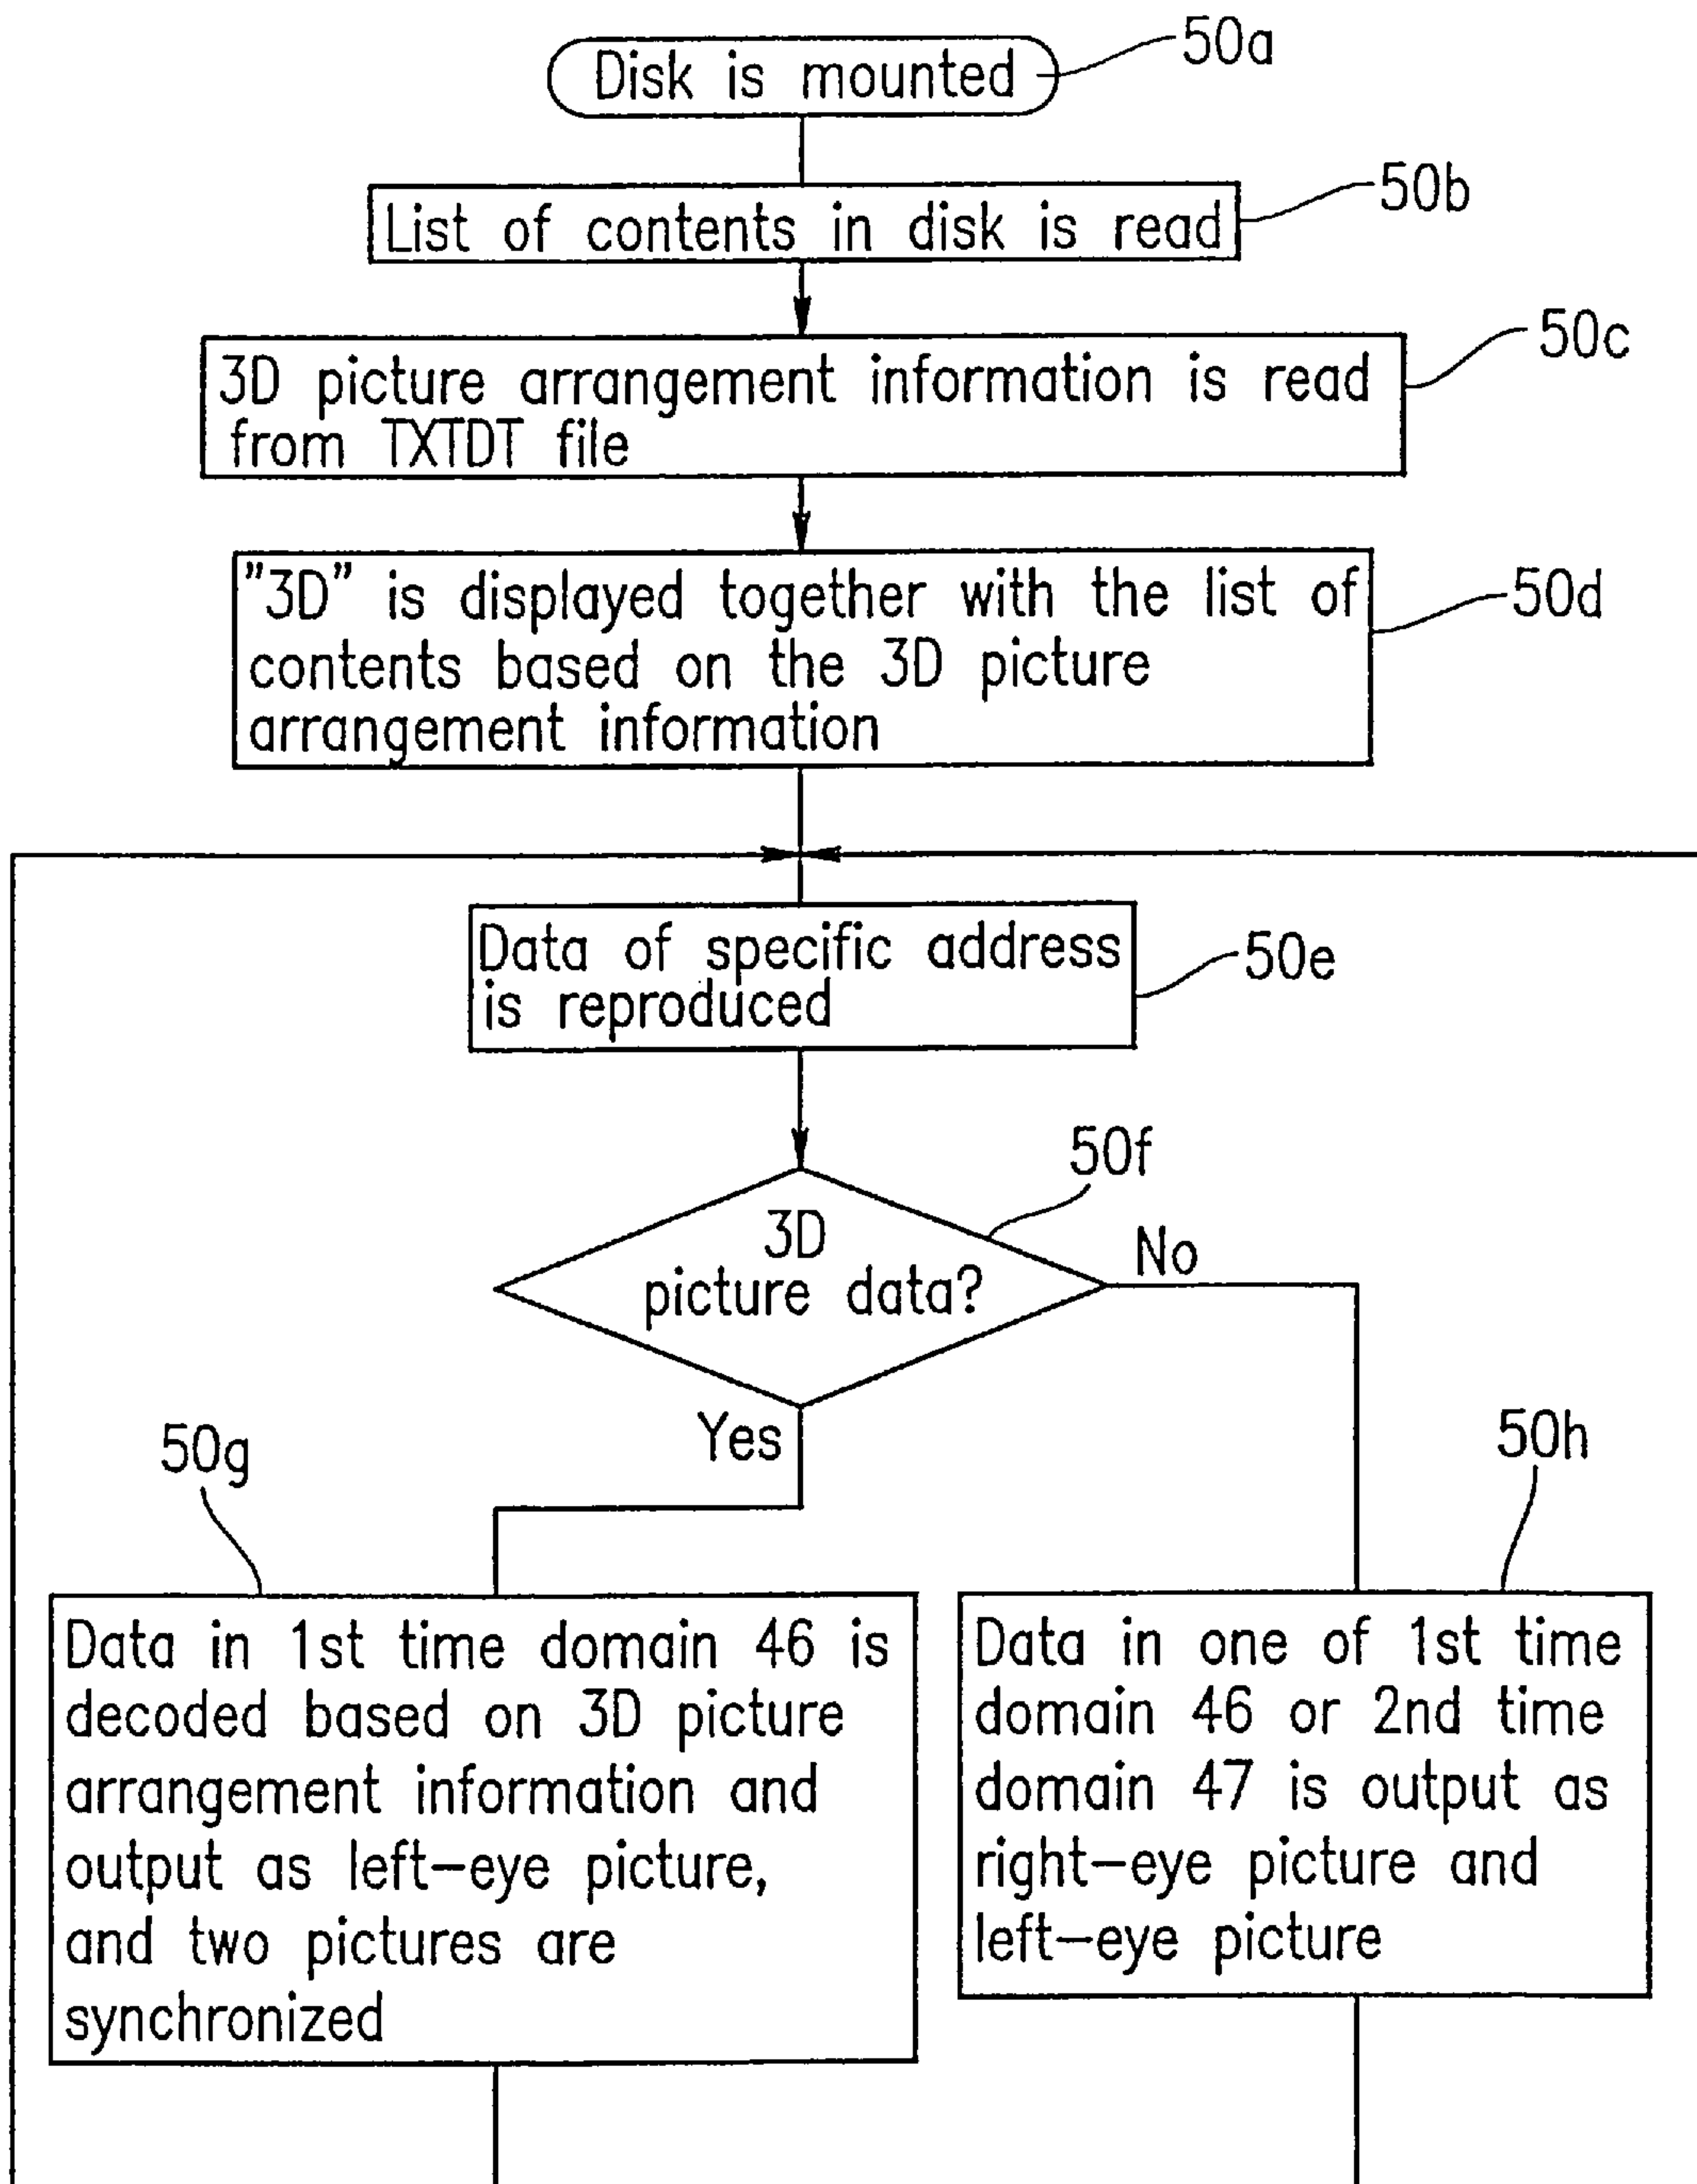 Disk is mounted
50a
List of contents in disk is read
50b
3D picture arrangement information is read
from TXTDT file
50c
"3D" is displayed together with the list of
contents based on the 3D picture
arrangement information
50d
Data of specific address
is reproduced
50e
50f
3D
picture data?
No
Yes
50g
Data in 1st time domain 46 is
decoded based on 3D picture
arrangement information and
output as left-eye picture,
and two pictures are
synchronized
50h
Data in one of 1st time
domain 46 or 2nd time
domain 47 is output as
right-eye picture and
left-eye picture